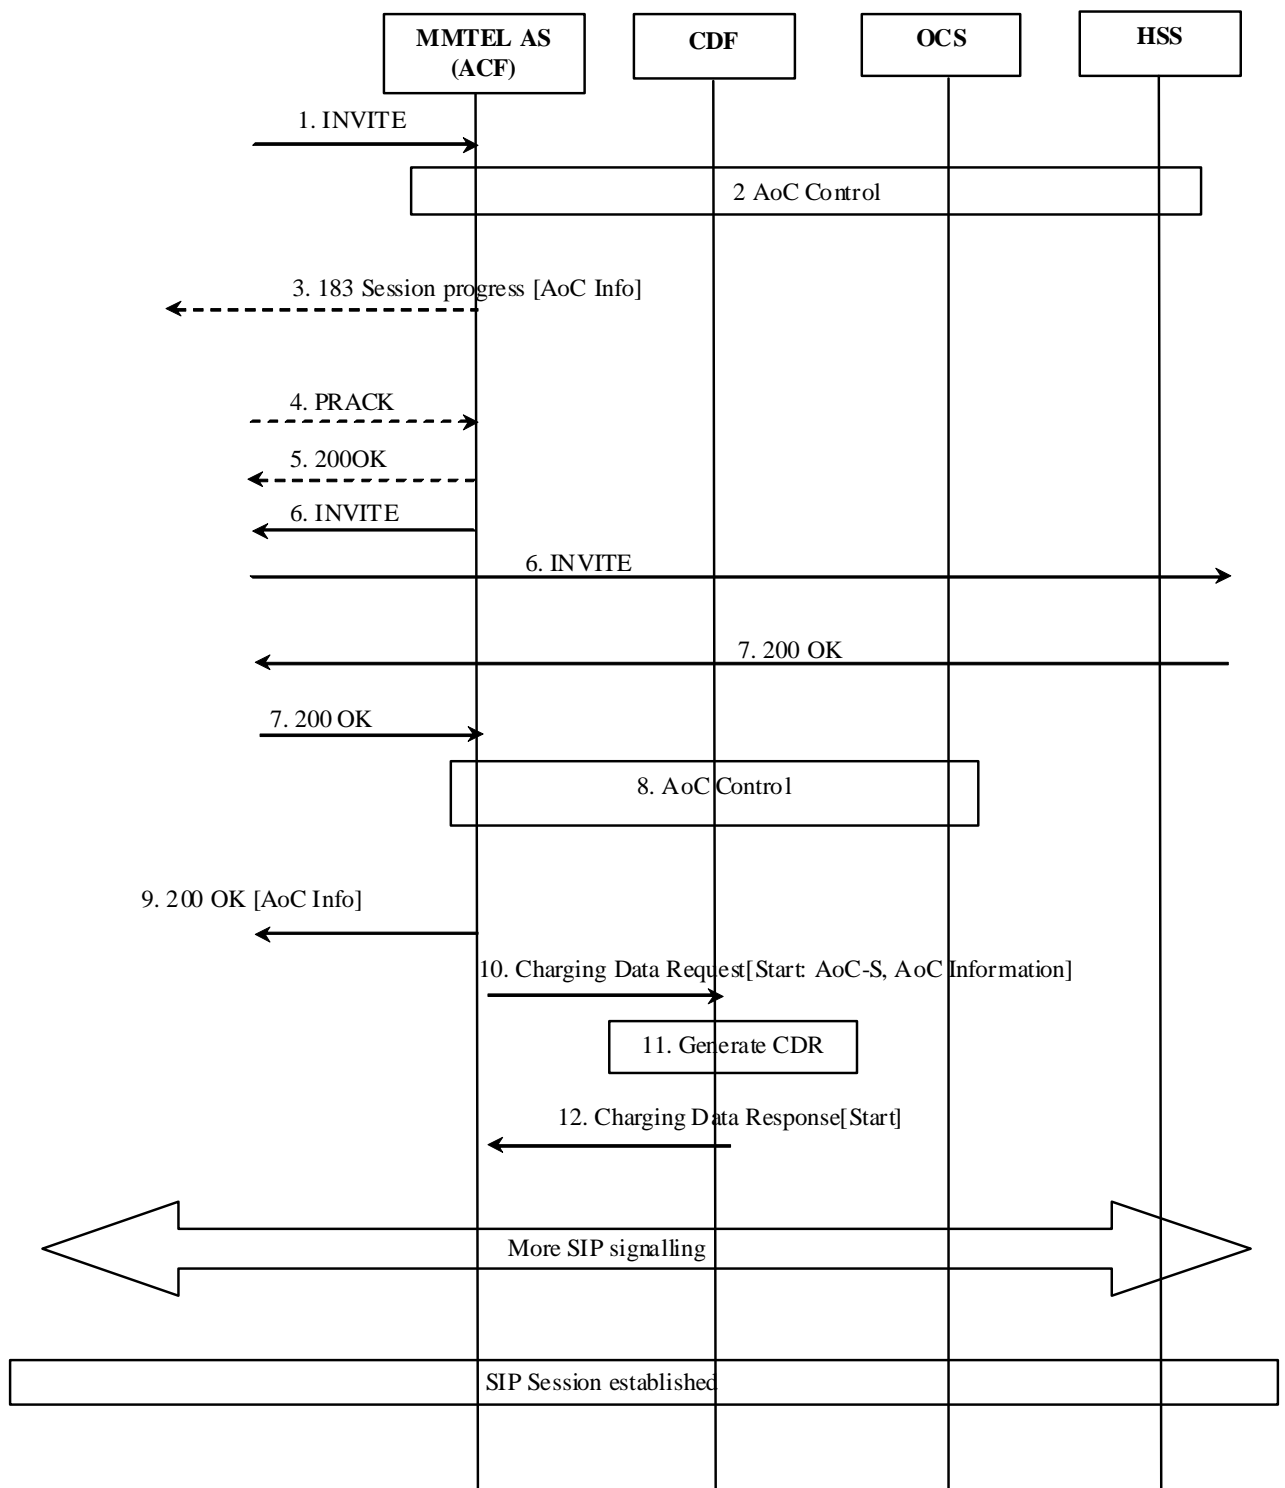 MMTEL AS
(ACF)
CDF
OCS
HSS
1. INVITE
2 AoC Control
3. 183 Session progress [AoC Info]
4. PRACK
5. 200OK
6. INVITE
6. INVITE
7. 200 OK
7. 200 OK
8. AoC Control
9. 200 OK [AoC Info]
10. Charging Data Request[Start: AoC-S, AoC Information]
11. Generate CDR
12. Charging Data Response[Start]
More SIP signalling
SIP Session established